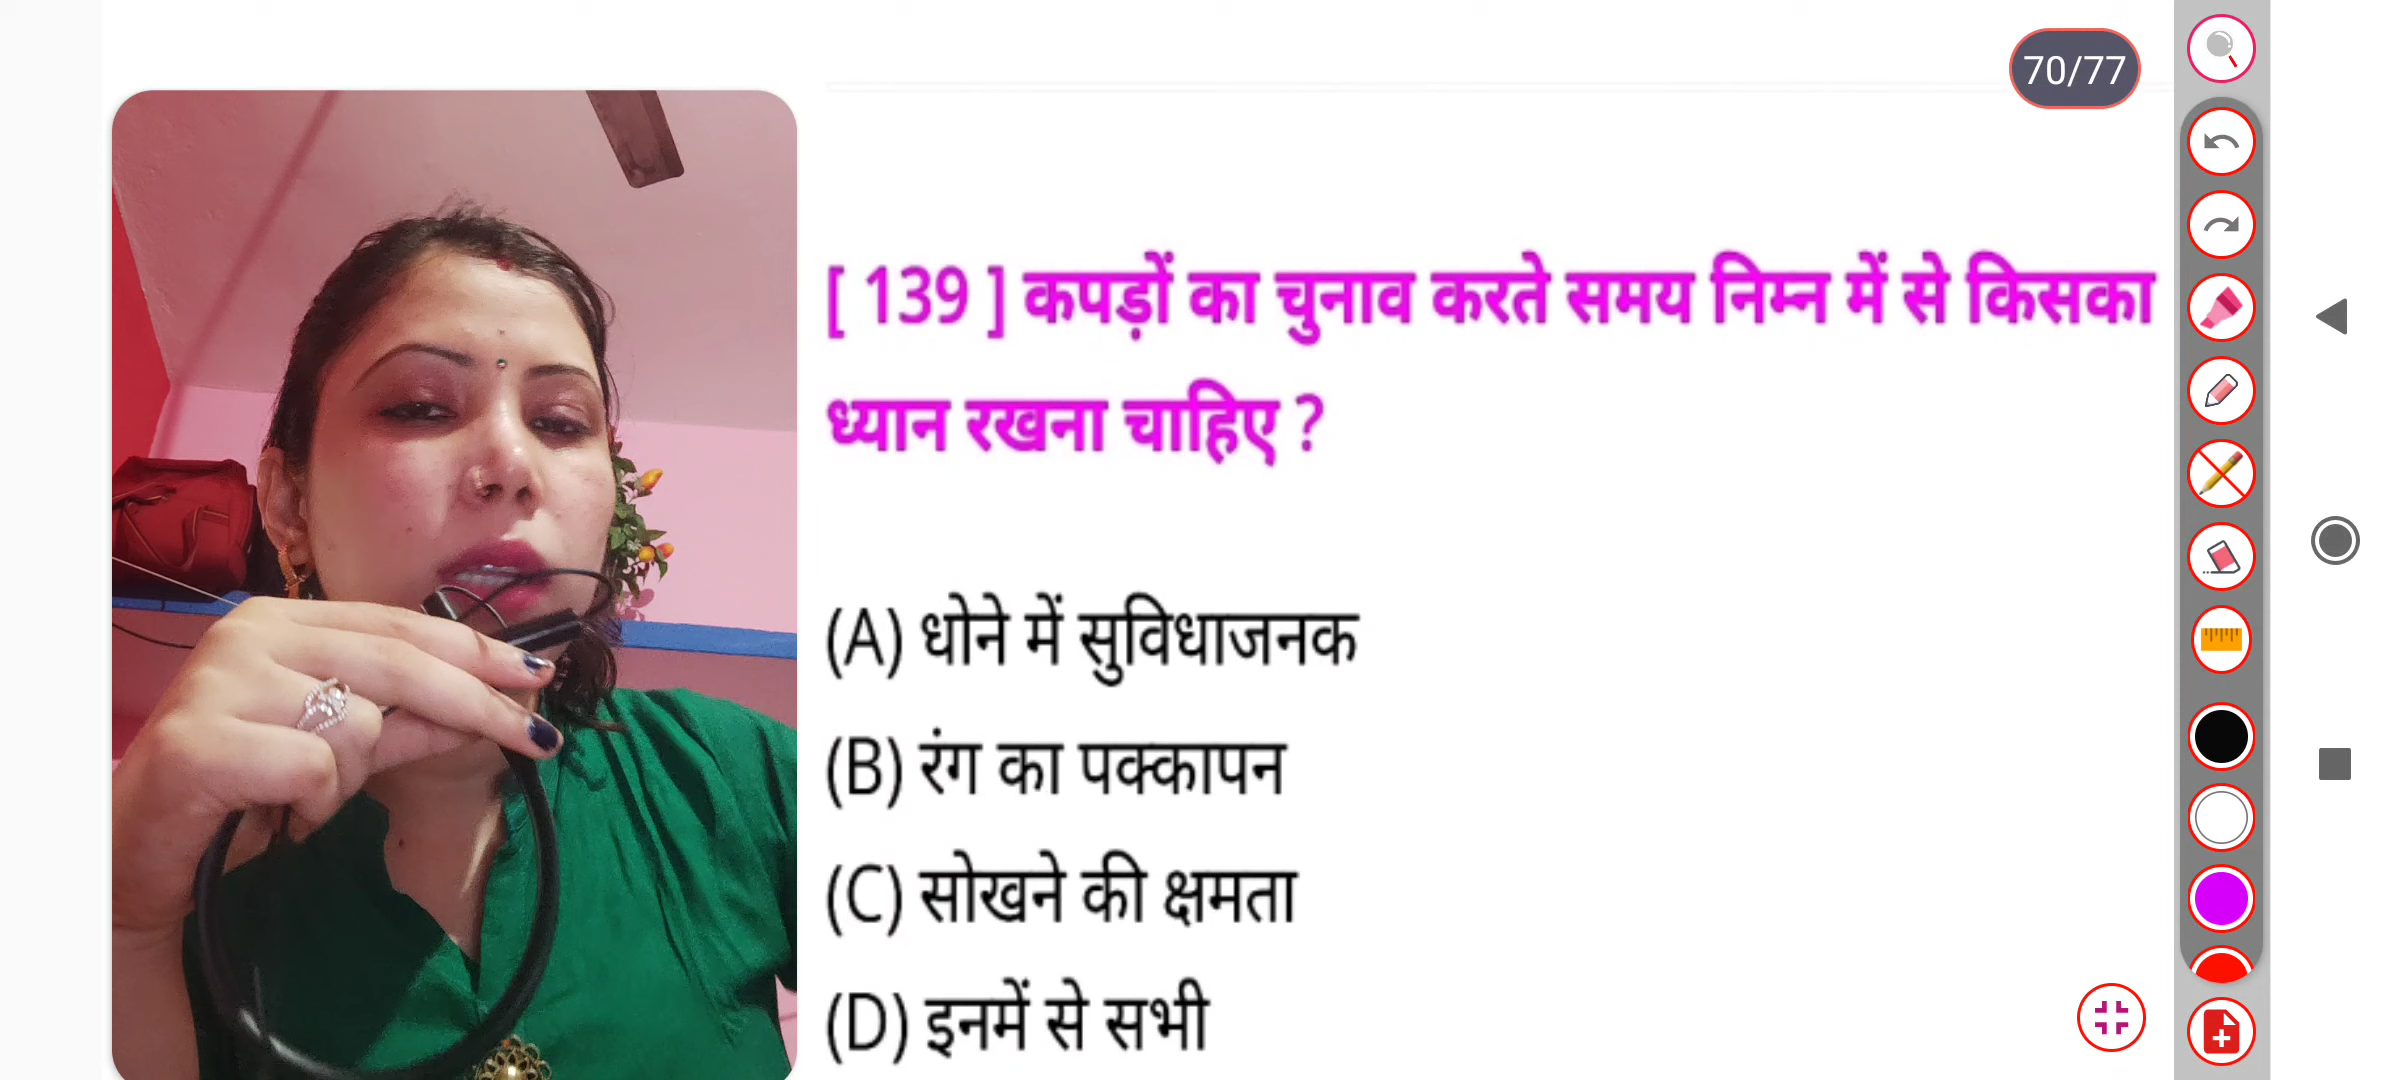 70/77
[ 139 ] कपड़ों का चुनाव करते समय निम्न में से किसका
ध्यान रखना चाहिए ?
(A) धोने में सुविधाजनक
(B) रंग का पक्कापन
(C) सोखने की क्षमता
(D) इनमें से सभी